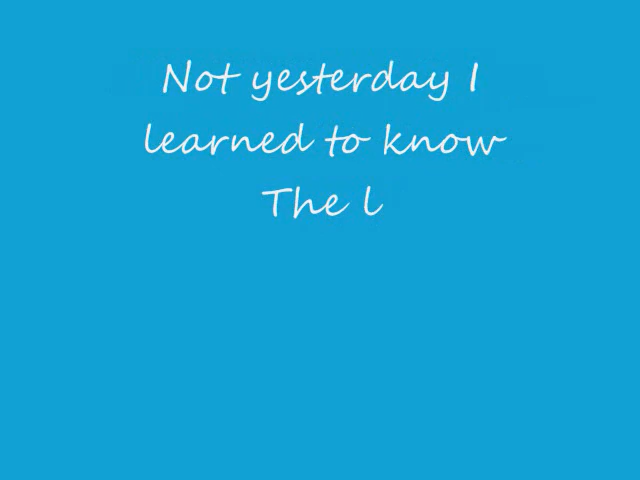 Not yesterday I
learned to know
The l